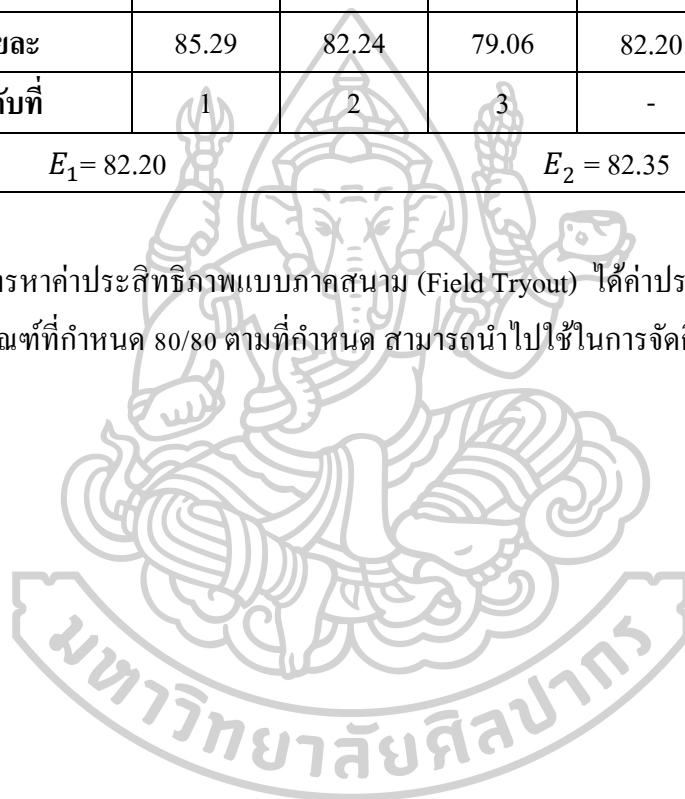 ยละ 85.29 82.24 79.06 82.20
ับที่ 1 2 3 -
E₁= 82.20 E₂ = 82.35
ารหาค่าประสิทธิภาพแบบภาคสนาม (Field Tryout) ได้ค่าประ
ณฑ์ที่กำหนด 80/80 ตามที่กำหนด สามารถนำไปใช้ในการจัด
มหาวิทยาลัยศิลปากร